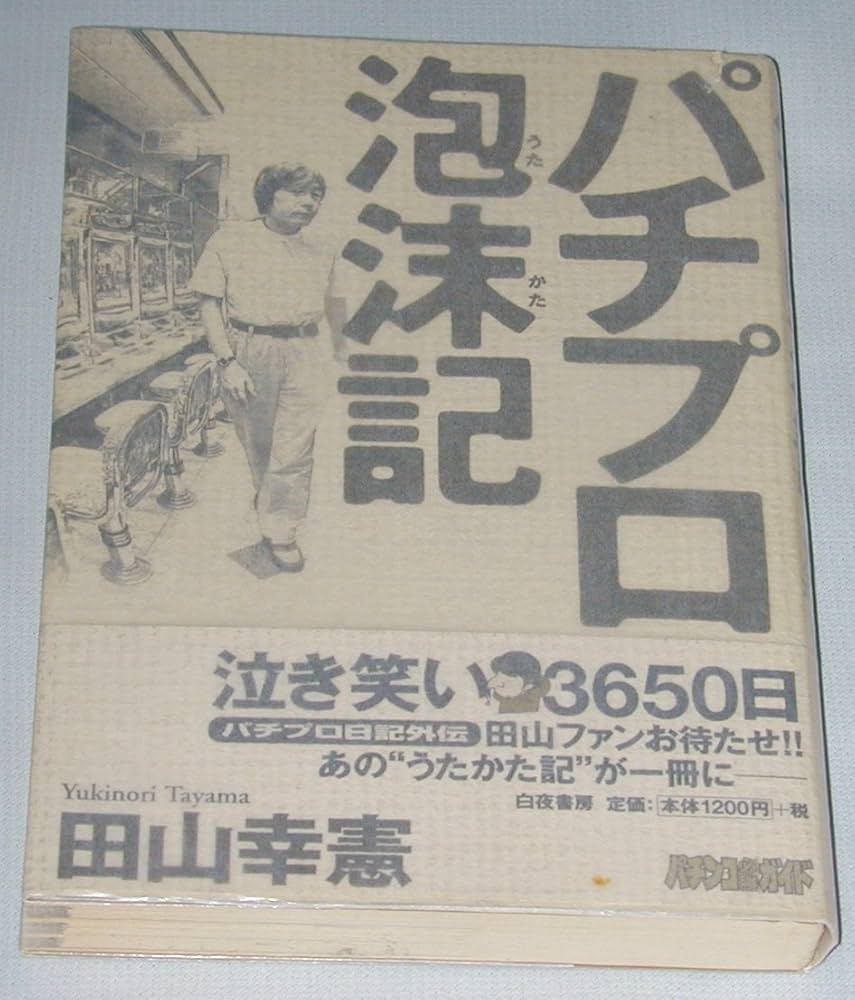 パチプロ
泡沫記
うた
かた
泣き笑い3650日
パチプロ日記外伝 田山ファンお待たせ!!
あの“うたかた記”が一冊に――
白夜書房 定価：本体1200円+税
Yukinori Tayama
田山幸憲
パチンコ必勝ガイド